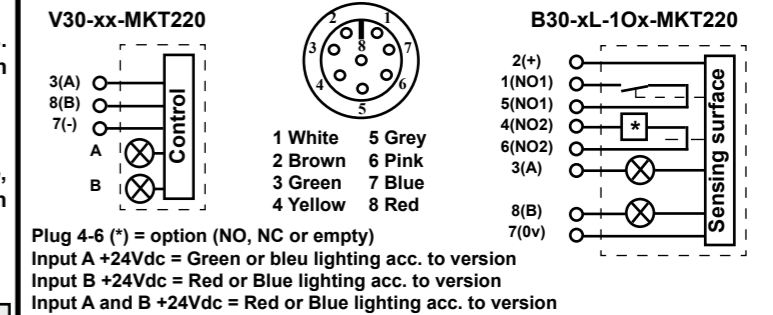 V30-xx-MKT220
3(A)
8(B)
7(-)
A
B
Control
2
1
3
8
7
4
6
5
1 White 5 Grey
2 Brown 6 Pink
3 Green 7 Blue
4 Yellow 8 Red
B30-xL-1Ox-MKT220
2(+)
1(NO1)
5(NO1)
4(NO2)
*
6(NO2)
3(A)
8(B)
7(0v)
Sensing surface
Plug 4-6 (*) = option (NO, NC or empty)
Input A +24Vdc = Green or bleu lighting acc. to version
Input B +24Vdc = Red or Blue lighting acc. to version
Input A and B +24Vdc = Red or Blue lighting acc. to version